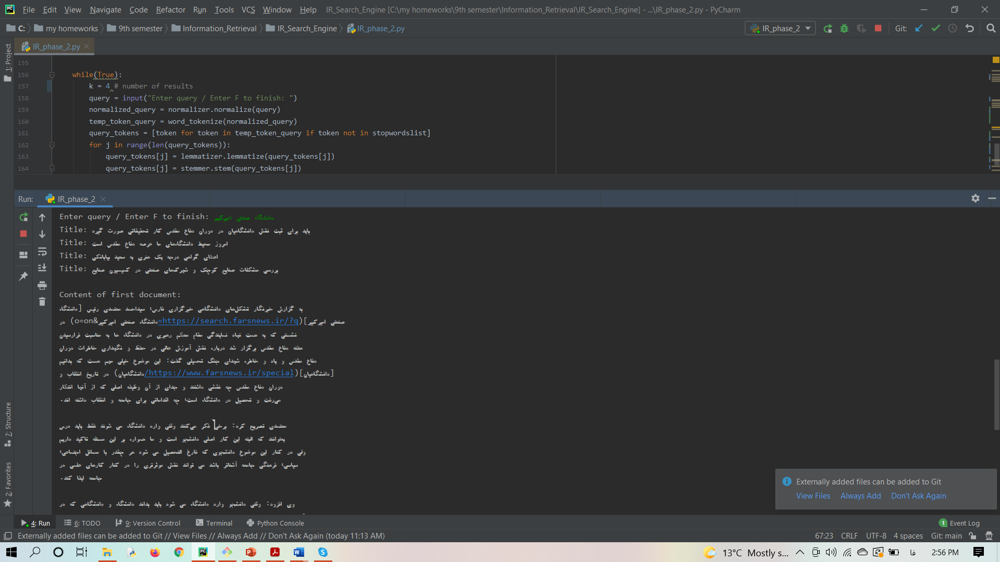 File Edit View Navigate Code Refactor Run Tools VCS Window Help IR_Search_Engine [C:\my homeworks\9th semester\Information_Retrieval\IR_Search_Engine] - ...\IR_phase_2.py - PyCharm
C: my homeworks 9th semester Information_Retrieval IR_Search_Engine IR_phase_2.py IR_phase_2 Git:
IR_phase_2.py
1: Project
155
156 while(True):
157 k = 4 # number of results
158 query = input("Enter query / Enter F to finish: ")
159 normalized_query = normalizer.normalize(query)
160 temp_token_query = word_tokenize(normalized_query)
161 query_tokens = [token for token in temp_token_query if token not in stopwordslist]
162 for j in range(len(query_tokens)):
163 query_tokens[j] = lemmatizer.lemmatize(query_tokens[j])
164 query_tokens[j] = stemmer.stem(query_tokens[j])
Run: IR_phase_2
Enter query / Enter F to finish: دانشگاه صنعتی امیرکبیر
Title: باید برای ثبت نقش دانشگاهیان در دوران دفاع مقدس کار تحقیقاتی صورت گیرد
Title: امروز محیط دانشگاه‌های ما عرصه دفاع مقدس است
Title: اعطای گواهی درجه یک هنری به سعید بیابانکی
Title: بررسی مشکلات صنایع کوچک و شهرک‌های صنعتی در کمیسیون صنایع
Content of first document:
به گزارش خبرنگار تشکل‌های دانشگاهی خبرگزاری فارس، سیداحمد معتمدی رئیس [دانشگاه
صنعتی امیرکبیر](https://search.farsnews.ir/?q=دانشگاه صنعتی امیرکبیر&o=on) در
نشستی که به همت نهاد نمایندگی مقام معظم رهبری در دانشگاه ها به مناسبت فرارسیدن
هفته دفاع مقدس برگزار شد درباره نقش آموزش عالی در حفظ و نگهداری خاطرات دوران
دفاع مقدس و یاد و خاطره شهدای جنگ تحمیلی گفت: این موضوع خیلی مهم هست که بدانیم
[دانشگاهیان](https://www.farsnews.ir/special/دانشگاهیان) در تاریخ انقلاب و
دوران دفاع مقدس چه نقشی داشتند و جدای از آن وظیفه اصلی که از آنها انتظار
می‌رفت و تحصیل در دانشگاه است، چه اقداماتی برای جامعه و انقلاب داشته اند.
معتمدی تصریح کرد: برخی فکر می‌کنند وقتی وارد دانشگاه می شوند فقط باید درس
بخوانند که البته این کار اصلی دانشجو است و ما همواره بر این مسئله تاکید داریم
ولی در کنار این موضوع دانشجوی که فارغ التحصیل می شود هر چقدر با مسائل اجتماعی،
سیاسی، فرهنگی جامعه آشناتر باشد می تواند نقش موثرتری را در کنار کارهای علمی در
جامعه ایفا کند.
وی افزود: وقتی دانشجو وارد دانشگاه می شود باید بداند دانشگاه و دانشگاهی که در
7: Structure
2: Favorites
Externally added files can be added to Git
View Files Always Add Don't Ask Again
4: Run 6: TODO 9: Version Control Terminal Python Console 1 Event Log
Externally added files can be added to Git // View Files // Always Add // Don't Ask Again (today 11:13 AM) 67:23 CRLF UTF-8 4 spaces Git: main
13°C Mostly s... فا 2:56 PM